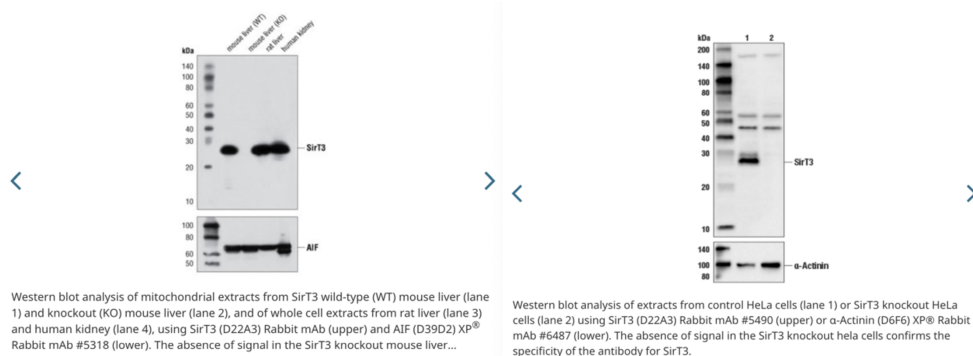 mouse liver (WT)
mouse liver (KO)
rat liver
human kidney
kDa
140
100
80
60
50
40
30
20
10
SirT3
100
80
60
50
AIF
Western blot analysis of mitochondrial extracts from SirT3 wild-type (WT) mouse liver (lane
1) and knockout (KO) mouse liver (lane 2), and of whole cell extracts from rat liver (lane 3)
and human kidney (lane 4), using SirT3 (D22A3) Rabbit mAb (upper) and AIF (D39D2) XP®
Rabbit mAb #5318 (lower). The absence of signal in the SirT3 knockout mouse liver...
kDa 1 2
200
140
100
80
60
50
40
30
20
10
SirT3
140
100
80
α-Actinin
Western blot analysis of extracts from control HeLa cells (lane 1) or SirT3 knockout HeLa
cells (lane 2) using SirT3 (D22A3) Rabbit mAb #5490 (upper) or α-Actinin (D6F6) XP® Rabbit
mAb #6487 (lower). The absence of signal in the SirT3 knockout hela cells confirms the
specificity of the antibody for SirT3.